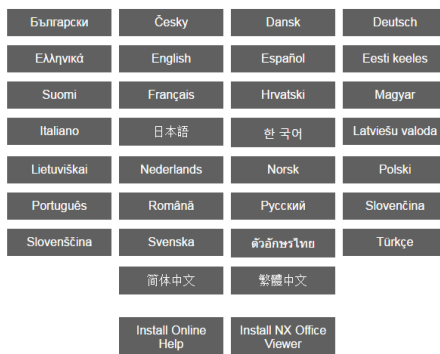 Български
Česky
Dansk
Deutsch
Ελληνικά
English
Español
Eesti keeles
Suomi
Français
Hrvatski
Magyar
Italiano
日本語
한 국어
Latviešu valoda
Lietuviškai
Nederlands
Norsk
Polski
Português
Română
Русский
Slovenčina
Slovenščina
Svenska
ตัวอักษรไทย
Türkçe
简体中文
繁體中文
Install Online
Help
Install NX Office
Viewer